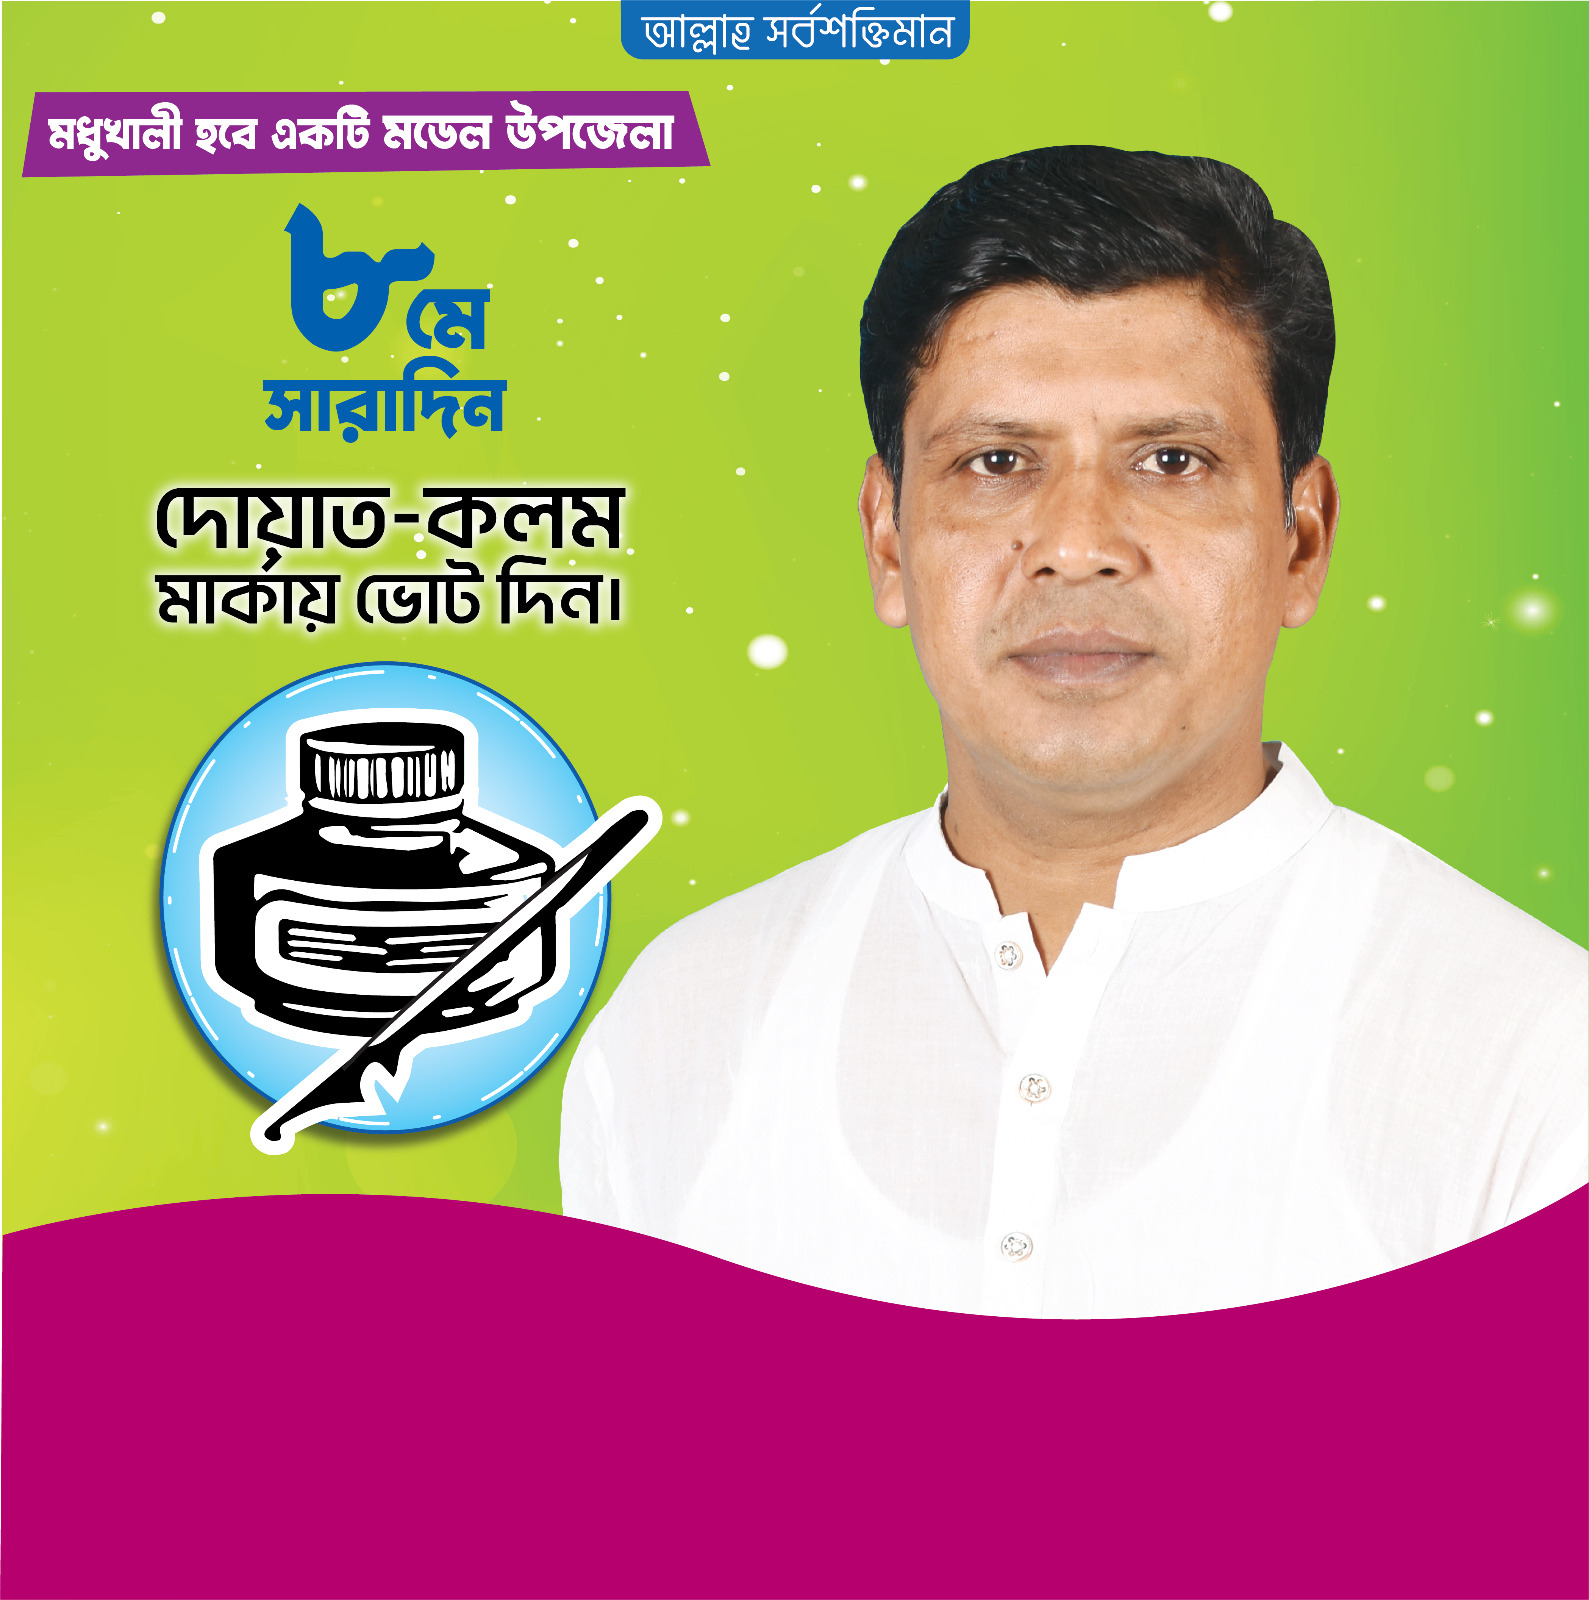 আল্লাহ সর্বশক্তিমান
মধুখালী হবে একটি মডেল উপজেলা
৮মে
সারাদিন
দোয়াত-কলম
মার্কায় ভোট দিন।